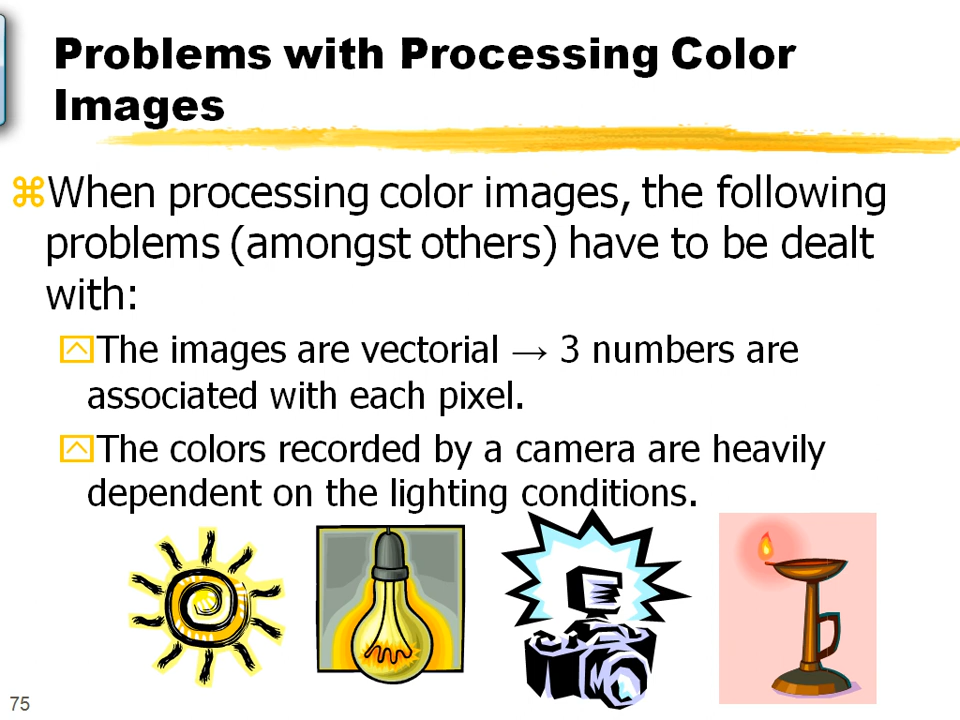 Problems with Processing Color
Images
When processing color images, the following
problems (amongst others) have to be dealt
with:
The images are vectorial → 3 numbers are
associated with each pixel.
The colors recorded by a camera are heavily
dependent on the lighting conditions.
75